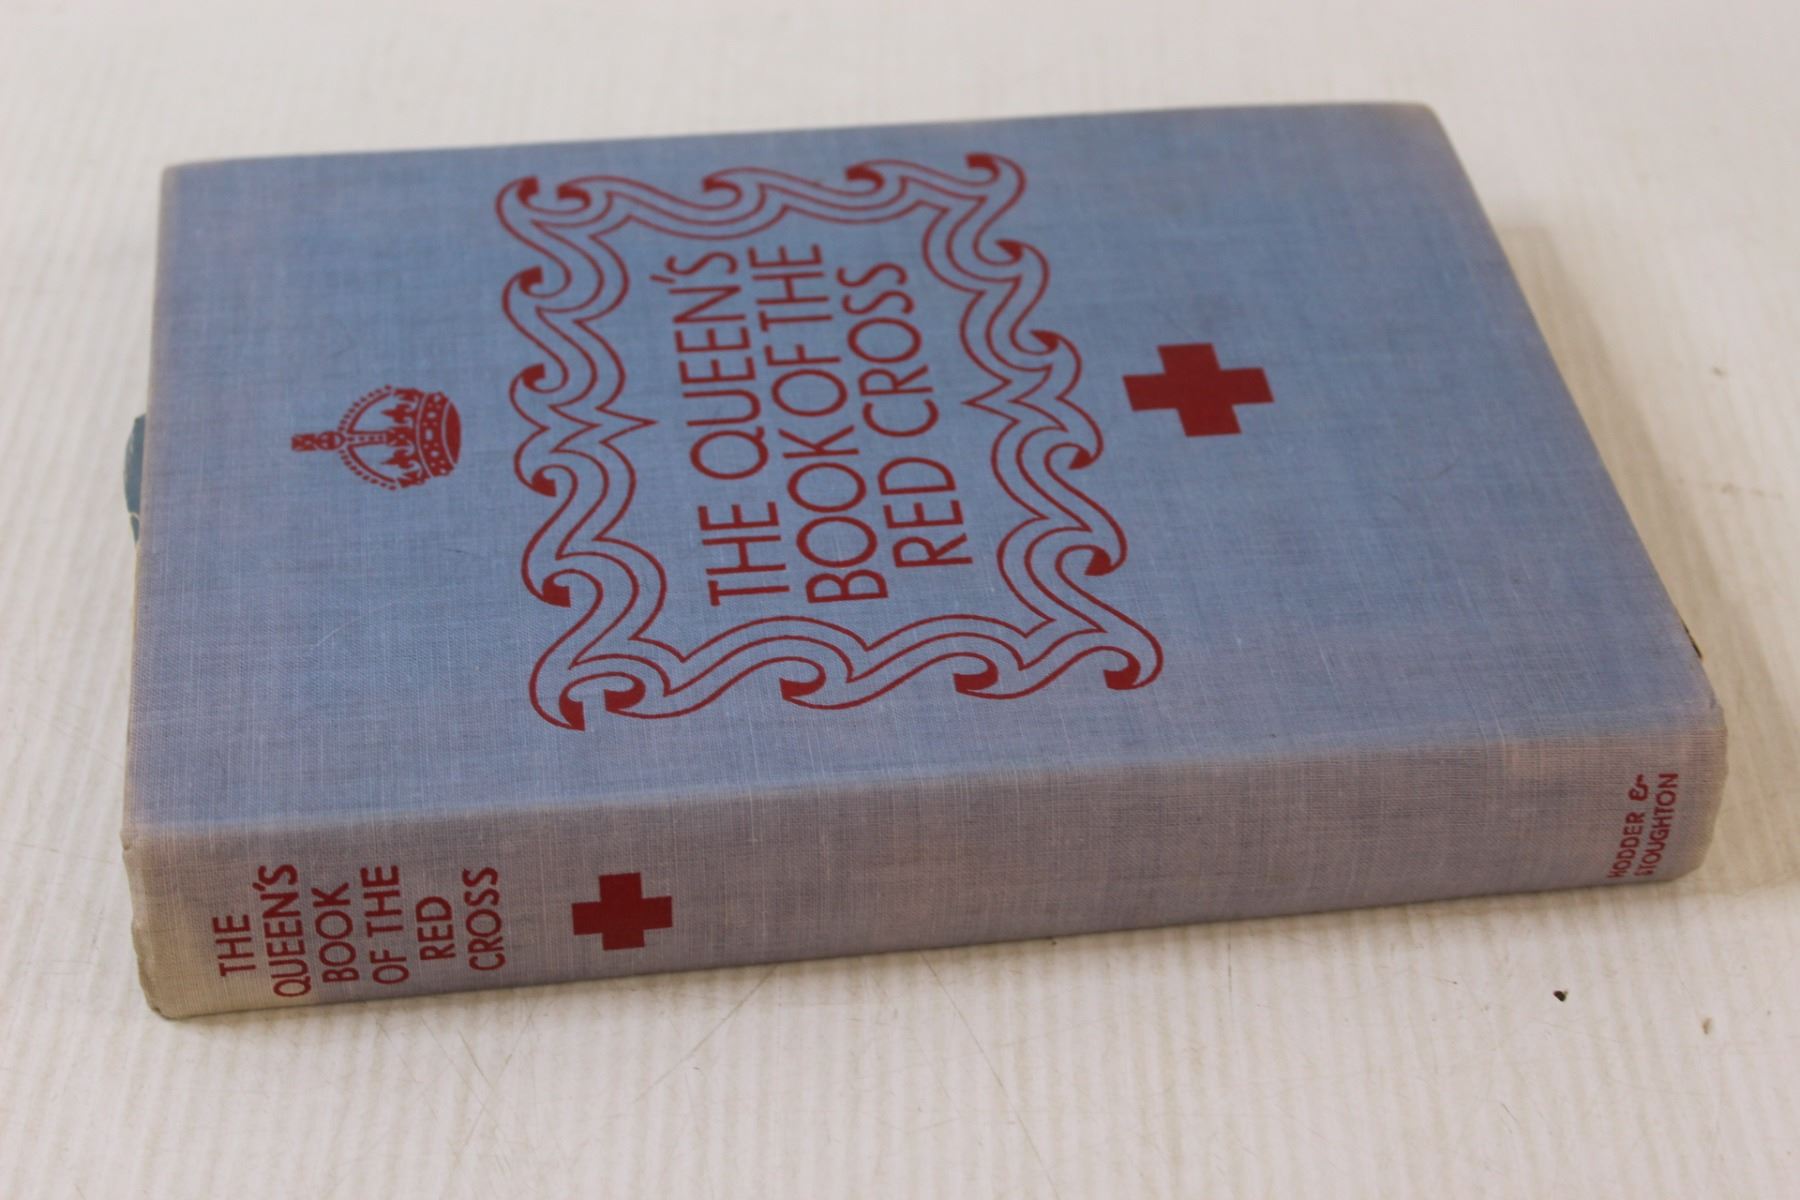 THE QUEEN'S
BOOK OF THE
RED CROSS
THE
QUEEN'S
BOOK
OF THE
RED
CROSS
HODDER &
STOUGHTON